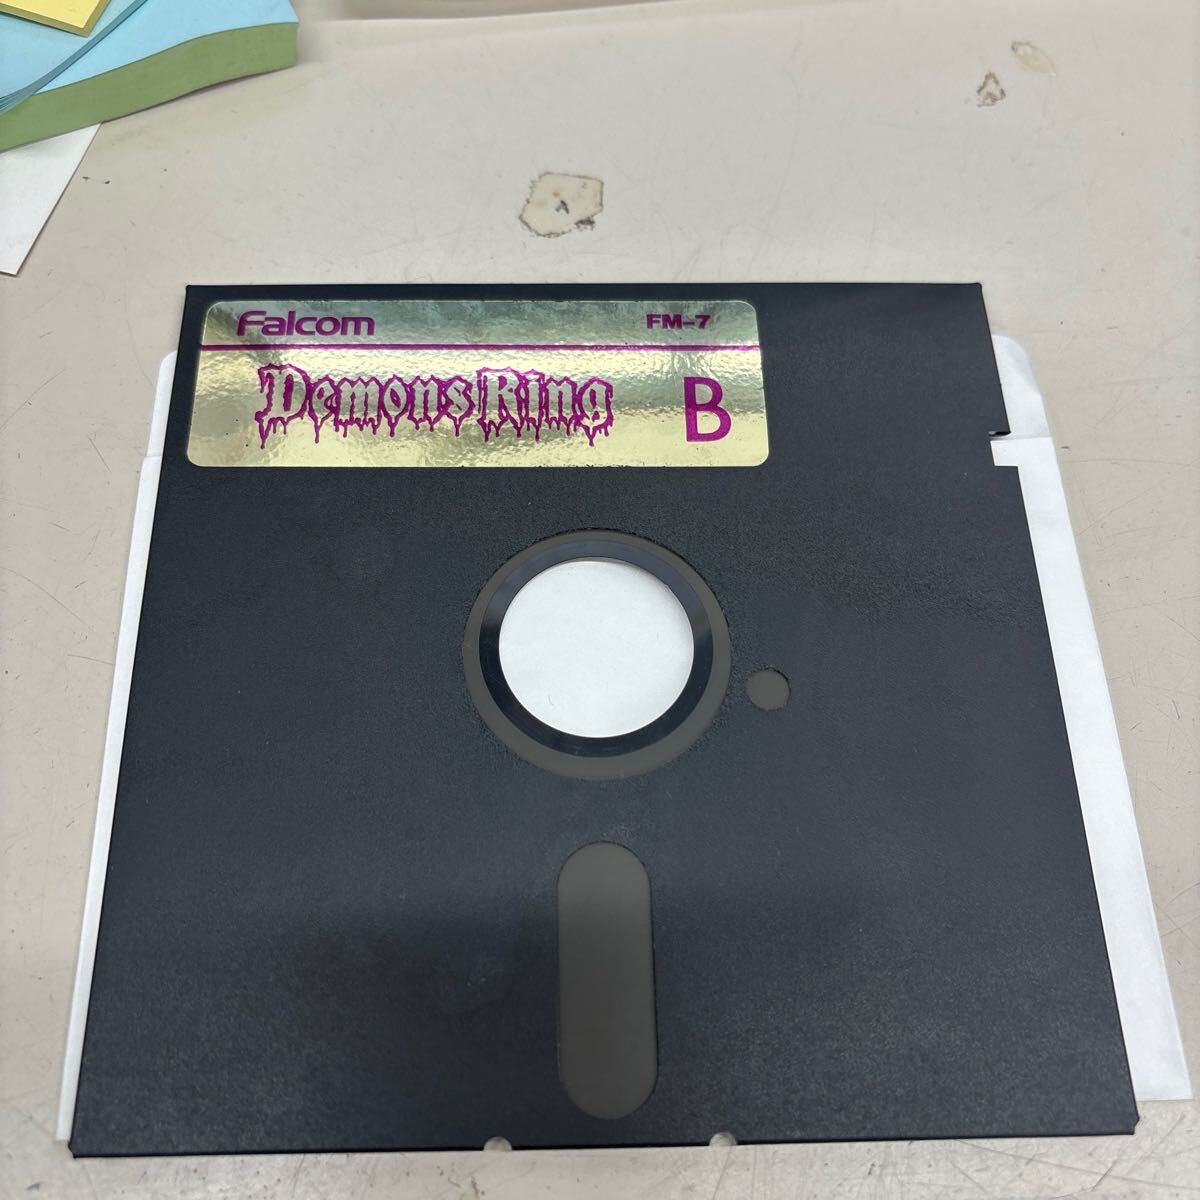 Falcom
FM-7
Demons Ring
B